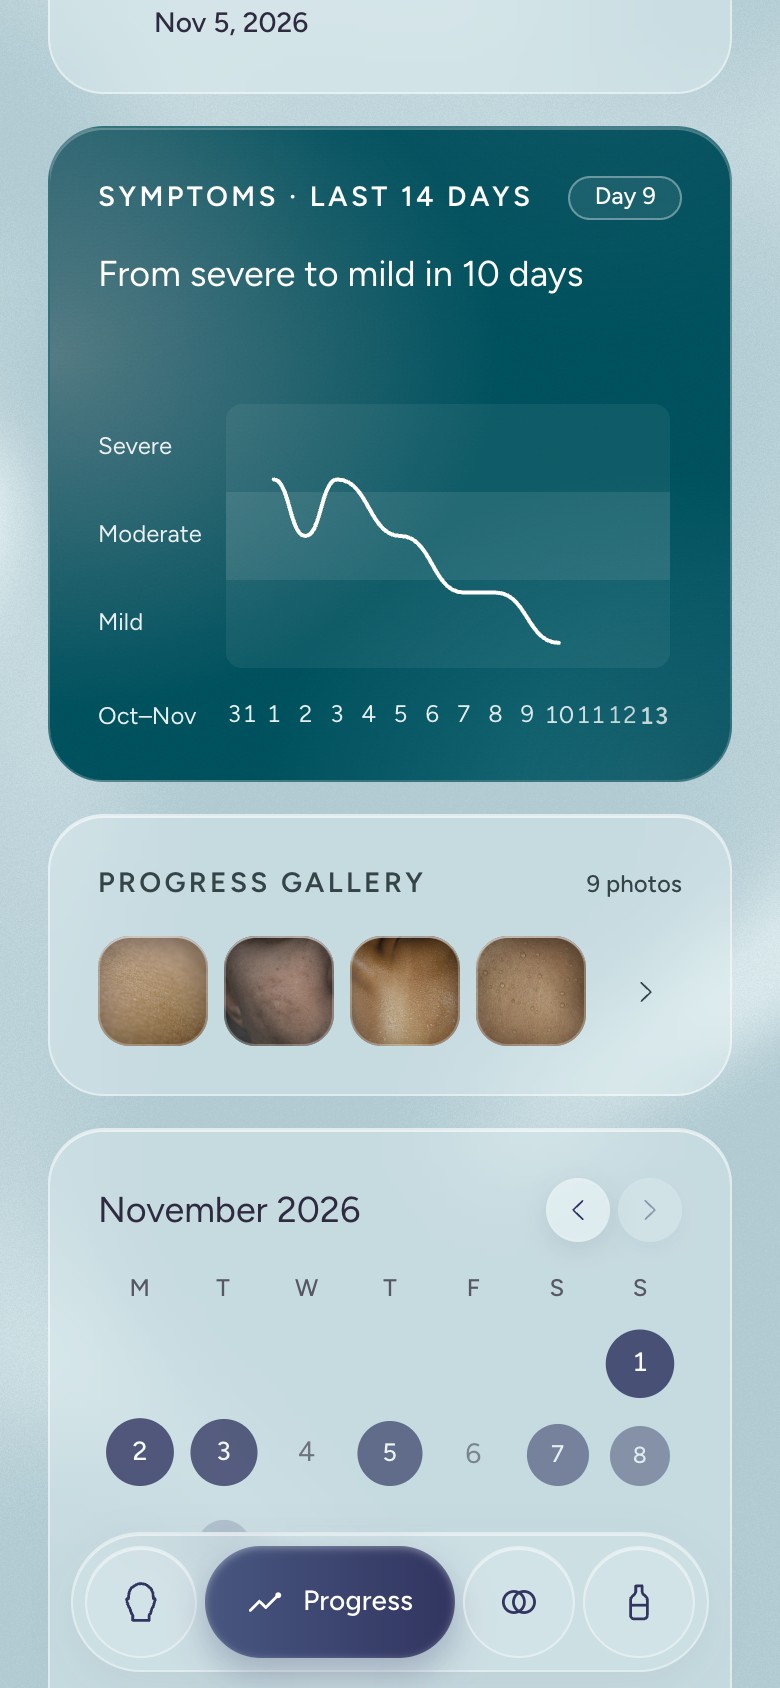 Nov 5, 2026
SYMPTOMS · LAST 14 DAYS
Day 9
From severe to mild in 10 days
Severe
Moderate
Mild
Oct–Nov 31 1 2 3 4 5 6 7 8 9 10 11 12 13
PROGRESS GALLERY
9 photos
November 2026
M T W T F S S
1
2 3 4 5 6 7 8
Progress